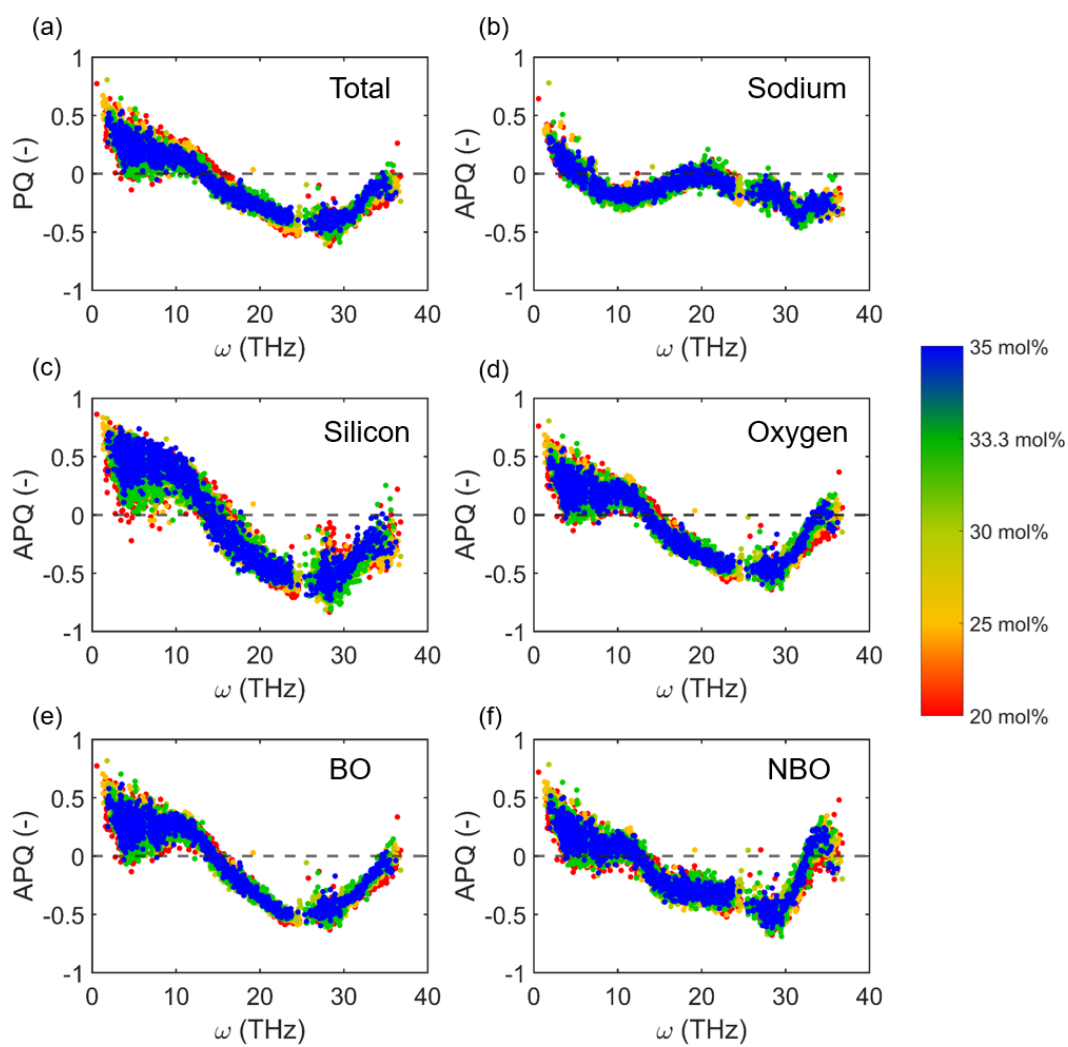 (a)
Total
PQ (-)
1
0.5
0
-0.5
-1
0 10 20 30 40
ω (THz)
(b)
Sodium
APQ (-)
1
0.5
0
-0.5
-1
0 10 20 30 40
ω (THz)
(c)
Silicon
APQ (-)
1
0.5
0
-0.5
-1
0 10 20 30 40
ω (THz)
(d)
Oxygen
APQ (-)
1
0.5
0
-0.5
-1
0 10 20 30 40
ω (THz)
(e)
BO
APQ (-)
1
0.5
0
-0.5
-1
0 10 20 30 40
ω (THz)
(f)
NBO
APQ (-)
1
0.5
0
-0.5
-1
0 10 20 30 40
ω (THz)
35 mol%
33.3 mol%
30 mol%
25 mol%
20 mol%